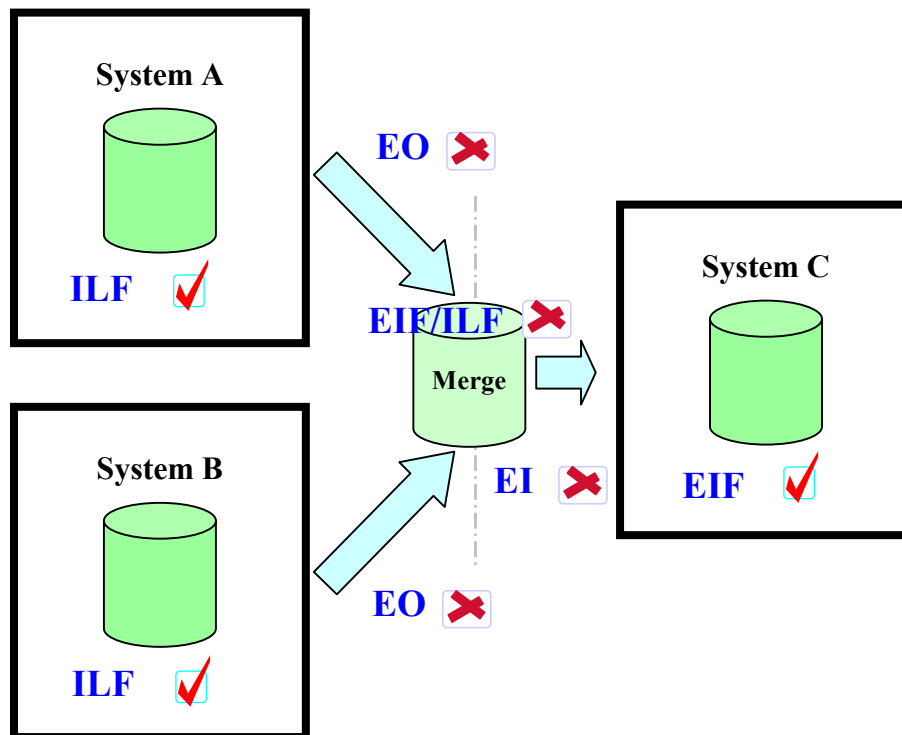 System A
ILF
EO
EIF/ILF
Merge
System C
EIF
EI
System B
ILF
EO